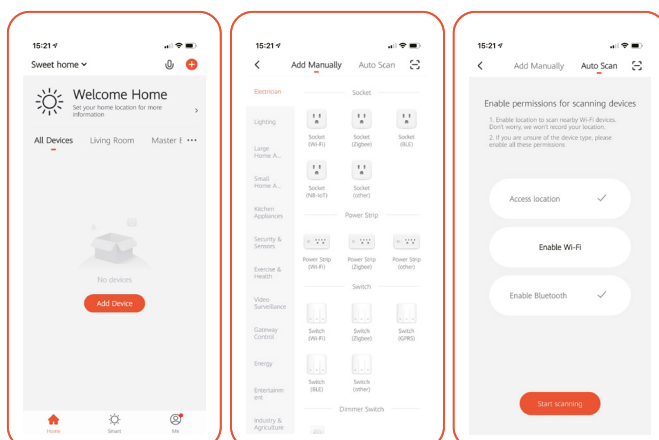 15:21
Sweet home
Welcome Home
Set your home location for more
information
All Devices Living Room Master E •••
No devices
Add Device
Home Smart Me
15:21
Add Manually Auto Scan
Electrician
Lighting
Large
Home A...
Small
Home A...
Kitchen
Appliances
Security &
Sensors
Exercise &
Health
Video
Surveillance
Gateway
Control
Energy
Entertainm
ent
Industry &
Agriculture
Socket
Socket
(Wi-Fi)
Socket
(Zigbee)
Socket
(BLE)
Socket
(NB-IoT)
Socket
(other)
Power Strip
Power Strip
(Wi-Fi)
Power Strip
(Zigbee)
Power Strip
(other)
Switch
Switch
(Wi-Fi)
Switch
(Zigbee)
Switch
(GPRS)
Switch
(BLE)
Switch
(other)
Dimmer Switch
15:21
Add Manually Auto Scan
Enable permissions for scanning devices
1. Enable location to scan nearby Wi-Fi devices.
Don't worry, we won't record your location.
2. If you are unsure of the device type, please
enable all these permissions
Access location
Enable Wi-Fi
Enable Bluetooth
Start scanning